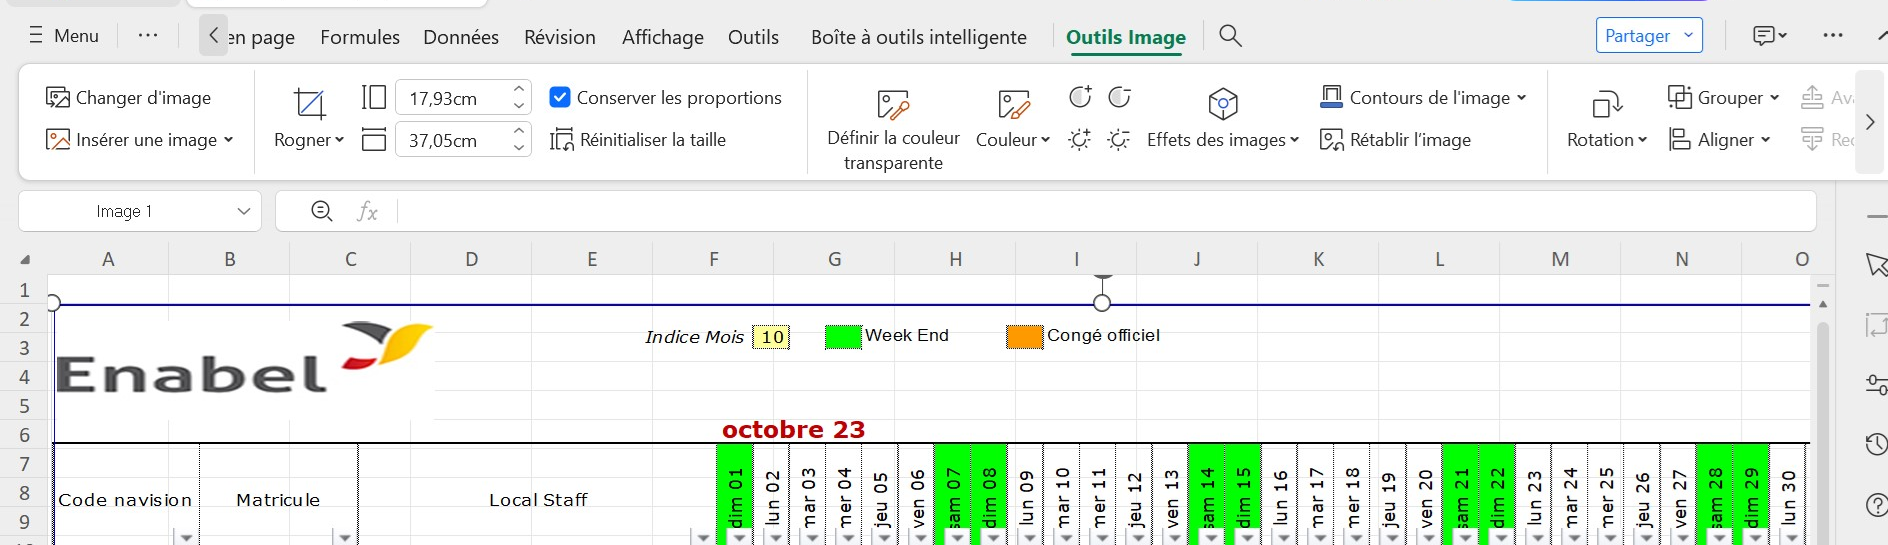 Menu ... en page Formules Données Révision Affichage Outils Boîte à outils intelligente Outils Image Partager ...
Changer d'image 17,93cm Conserver les proportions Contours de l'image Grouper
Insérer une image Rogner 37,05cm Réinitialiser la taille Définir la couleur transparente Couleur Effets des images Rétablir l'image Rotation Aligner
Image 1 fx
A B C D E F G H I J K L M N O
1
2 Indice Mois 10 Week End Congé officiel
3 Enabel
4
5
6 octobre 23
7 dim 01 lun 02 mar 03 mer 04 jeu 05 ven 06 sam 07 dim 08 lun 09 mar 10 mer 11 jeu 12 ven 13 sam 14 dim 15 lun 16 mar 17 mer 18 jeu 19 ven 20 sam 21 dim 22 lun 23 mar 24 mer 25 jeu 26 ven 27 sam 28 dim 29 lun 30
8 Code navision Matricule Local Staff
9